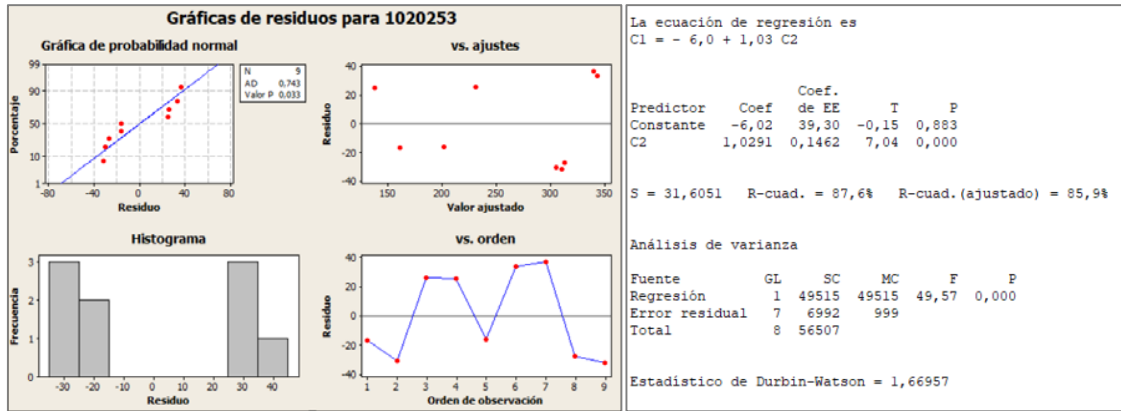 Gráficas de residuos para 1020253
Gráfica de probabilidad normal
99
90
50
10
1
Porcentaje
-80 -40 0 40 80
Residuo
N 9
AD 0,743
Valor P 0,033
vs. ajustes
40
20
0
-20
-40
Residuo
150 200 250 300 350
Valor ajustado
Histograma
3
2
1
0
Frecuencia
-30 -20 -10 0 10 20 30 40
Residuo
vs. orden
40
20
0
-20
-40
Residuo
1 2 3 4 5 6 7 8 9
Orden de observación
La ecuación de regresión es
C1 = - 6,0 + 1,03 C2
Coef.
Predictor Coef de EE T P
Constante -6,02 39,30 -0,15 0,883
C2 1,0291 0,1462 7,04 0,000
S = 31,6051 R-cuad. = 87,6% R-cuad.(ajustado) = 85,9%
Análisis de varianza
Fuente GL SC MC F P
Regresión 1 49515 49515 49,57 0,000
Error residual 7 6992 999
Total 8 56507
Estadístico de Durbin-Watson = 1,66957